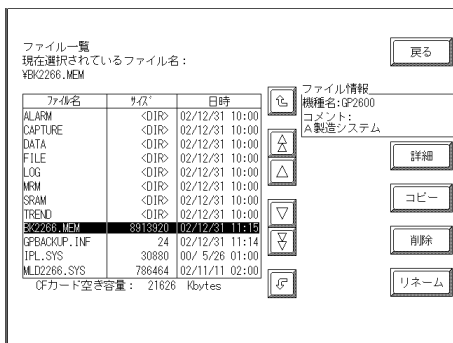 ファイル一覧
現在選択されているファイル名：
¥BK2266.MEM
戻る
ファイル名 サイズ 日時
ALARM <DIR> 02/12/31 10:00
CAPTURE <DIR> 02/12/31 10:00
DATA <DIR> 02/12/31 10:00
FILE <DIR> 02/12/31 10:00
LOG <DIR> 02/12/31 10:00
MRM <DIR> 02/12/31 10:00
SRAM <DIR> 02/12/31 10:00
TREND <DIR> 02/12/31 10:00
BK2266.MEM 8913920 02/12/31 11:15
GPBACKUP.INF 24 02/12/31 11:14
IPL.SYS 30880 00/ 5/26 01:00
MLD2266.SYS 786464 02/11/11 02:00
CFカード空き容量： 21626 Kbytes
ファイル情報
機種名:GP2600
コメント:
A製造システム
詳細
コピー
削除
リネーム